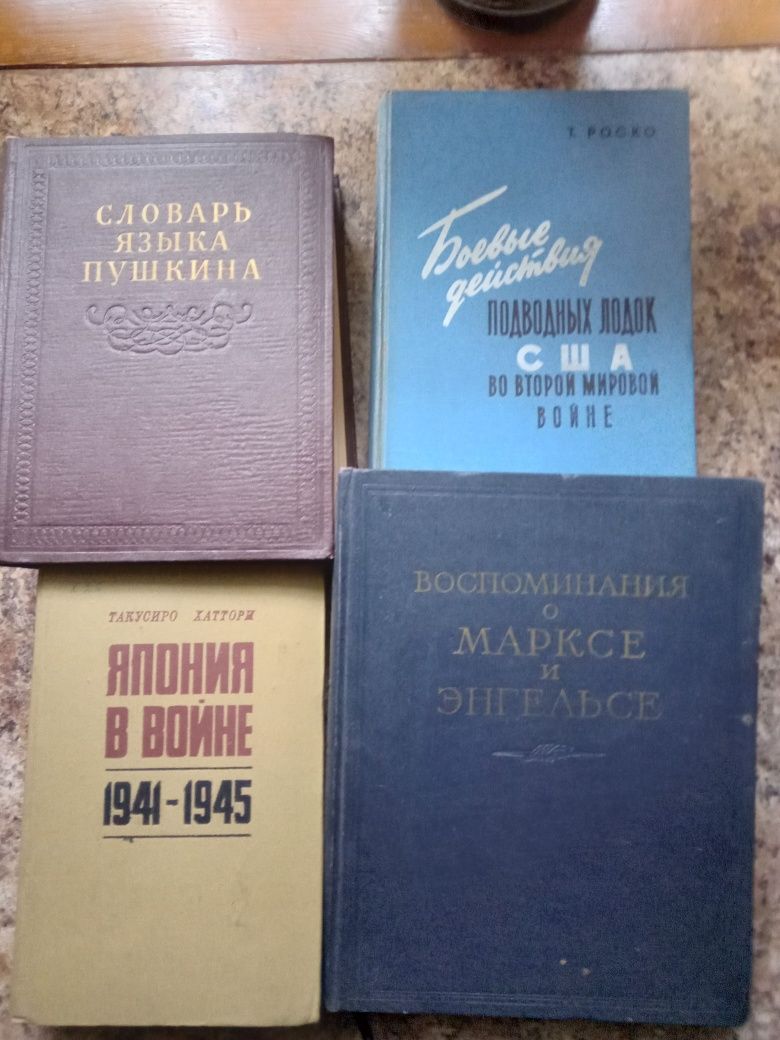 СЛОВАРЬ
ЯЗЫКА
ПУШКИНА
Т. РОСКО
Боевые
действия
ПОДВОДНЫХ ЛОДОК
США
ВО ВТОРОЙ МИРОВОЙ
ВОЙНЕ
ТАКУСИРО ХАТТОРИ
ЯПОНИЯ
В ВОЙНЕ
1941-1945
ВОСПОМИНАНИЯ
О
МАРКСЕ
И
ЭНГЕЛЬСЕ